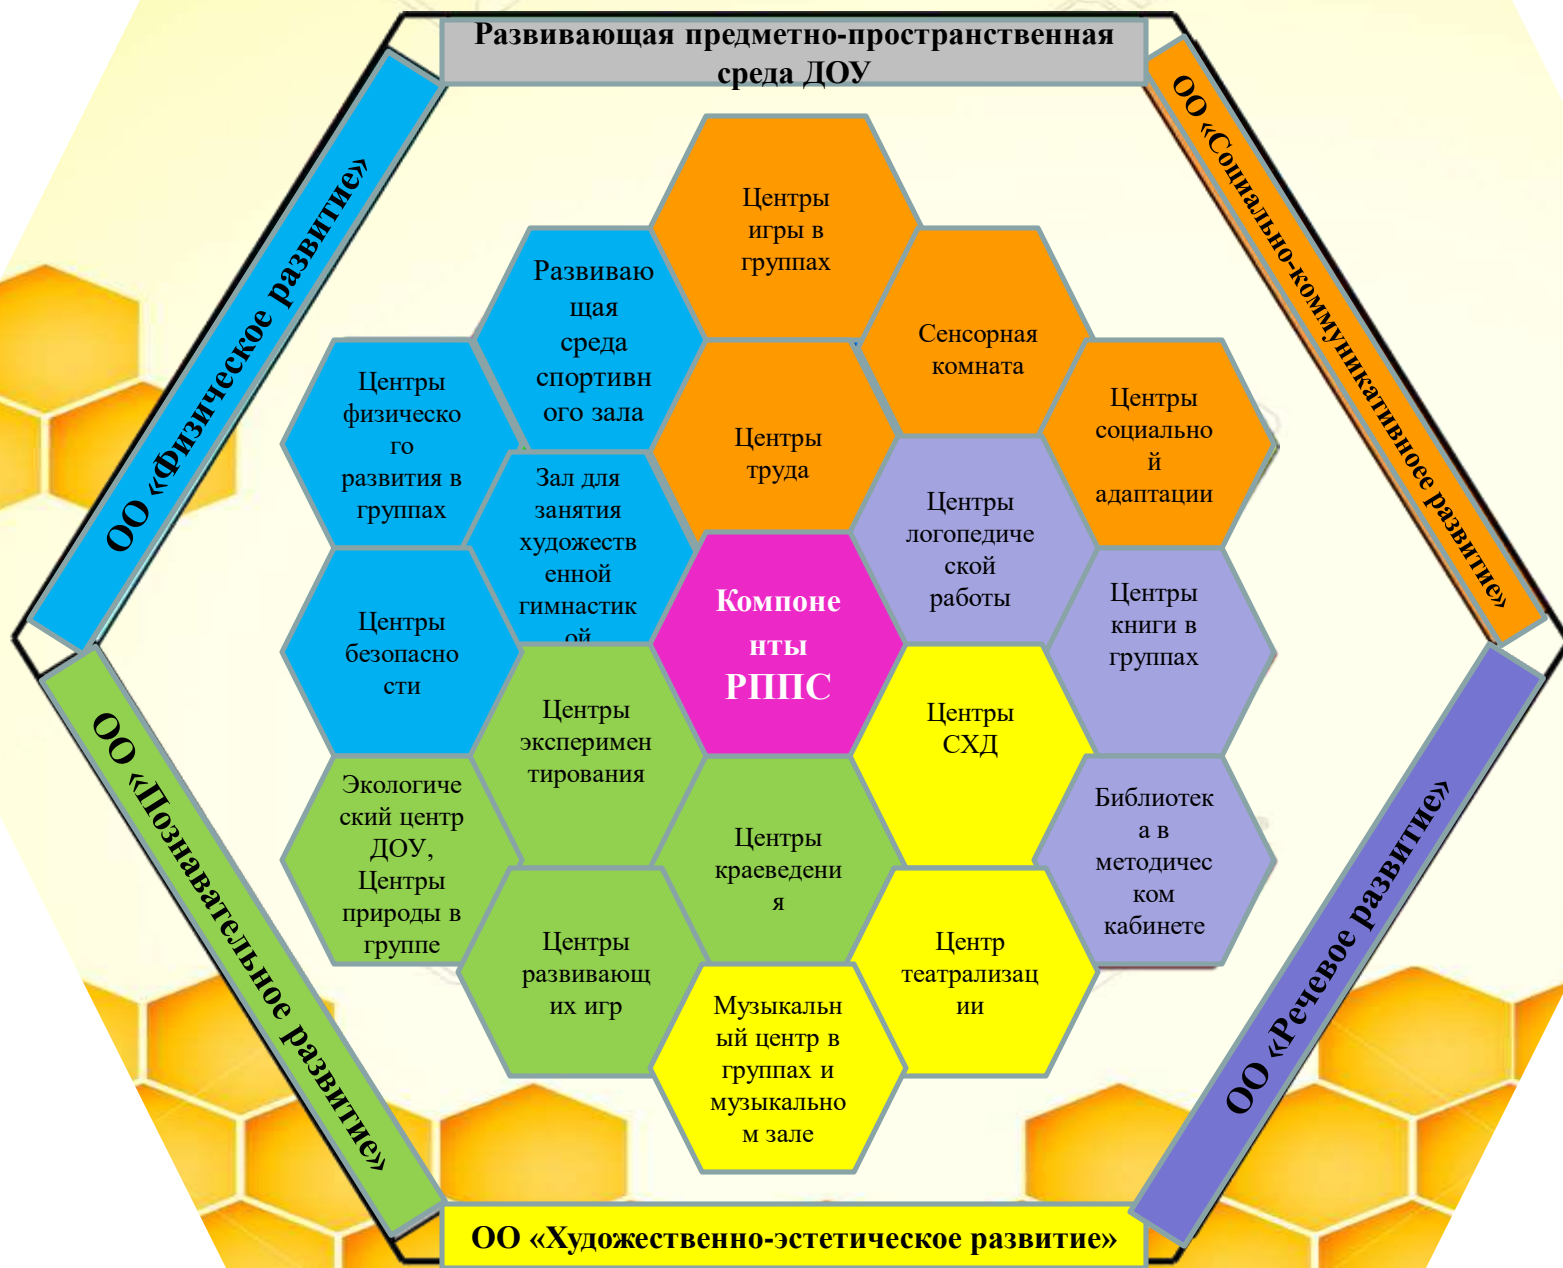 Развивающая предметно-пространственная
среда ДОУ
ОО «Физическое развитие»
ОО «Социально-коммуникативноее развитие»
Центры
игры в
группах
Развиваю
щая
среда
спортивн
ого зала
Сенсорная
комната
Центры
физическо
го
развития в
группах
Центры
труда
Центры
социально
й
адаптации
Зал для
занятия
художеств
енной
гимнастик
ой
Центры
логопедиче
ской
работы
Центры
безопасно
сти
Компоне
нты
РППС
Центры
книги в
группах
Центры
эксперимен
тирования
Центры
СХД
Экологиче
ский центр
ДОУ,
Центры
природы в
группе
Центры
краеведени
я
Библиотек
а в
методичес
ком
кабинете
Центры
развивающ
их игр
Центр
театрализац
ии
Музыкальн
ый центр в
группах и
музыкально
м зале
ОО «Познавательное развитие»
ОО «Речевое развитие»
ОО «Художественно-эстетическое развитие»